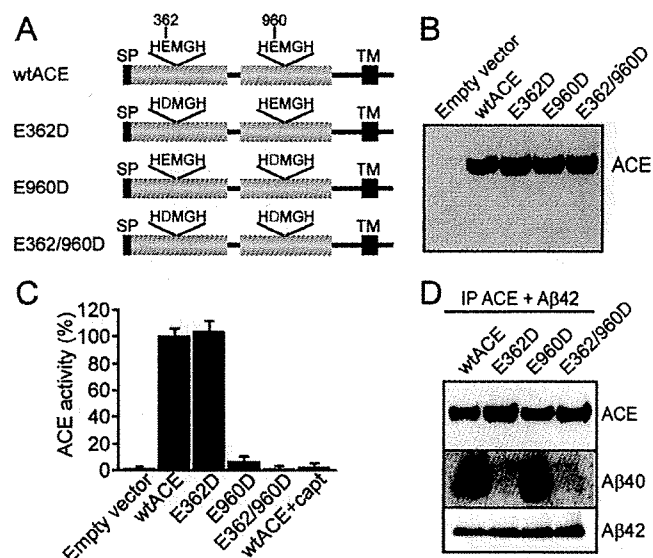 A
362
960
SP
HEMGH
HEMGH
TM
wtACE
SP
HDMGH
HEMGH
TM
E362D
SP
HEMGH
HDMGH
TM
E960D
SP
HDMGH
HDMGH
TM
E362/960D
B
Empty vector
wtACE
E362D
E960D
E362/960D
ACE
C
ACE activity (%)
120
100
80
60
40
20
0
Empty vector
wtACE
E362D
E960D
E362/960D
wtACE+capt
D
IP ACE + Aβ42
wtACE
E362D
E960D
E362/960D
ACE
Aβ40
Aβ42